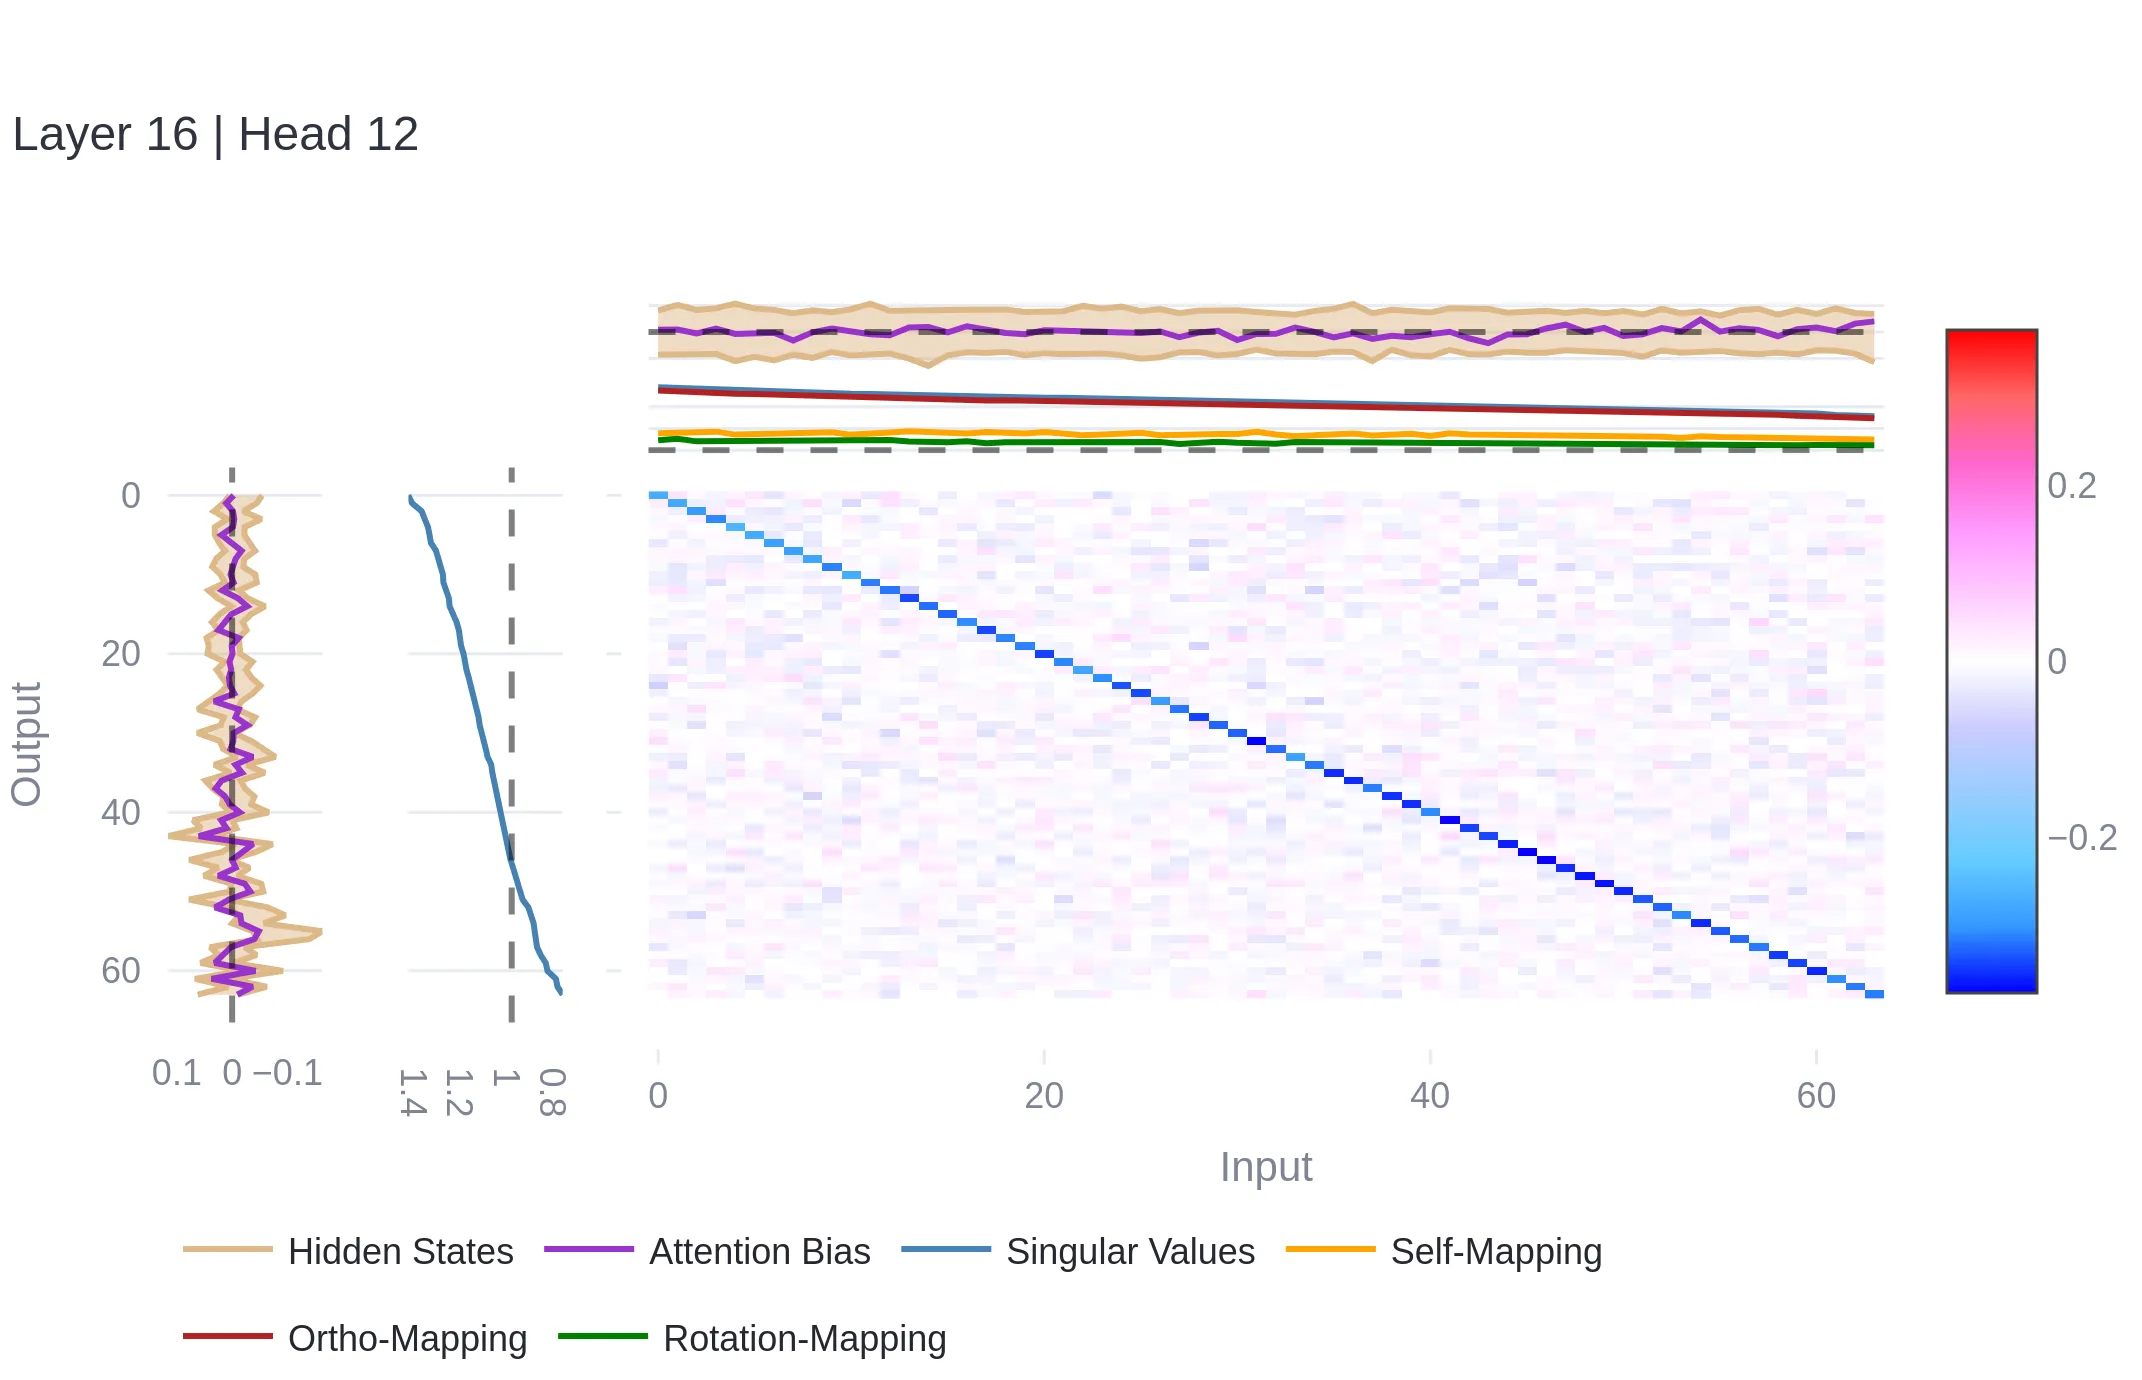 Layer 16 | Head 12
0
20
40
60
Output
0.1 0 −0.1
1.4 1.2 1 0.8
0 20 40 60
Input
0.2
0
−0.2
Hidden States Attention Bias Singular Values Self-Mapping
Ortho-Mapping Rotation-Mapping